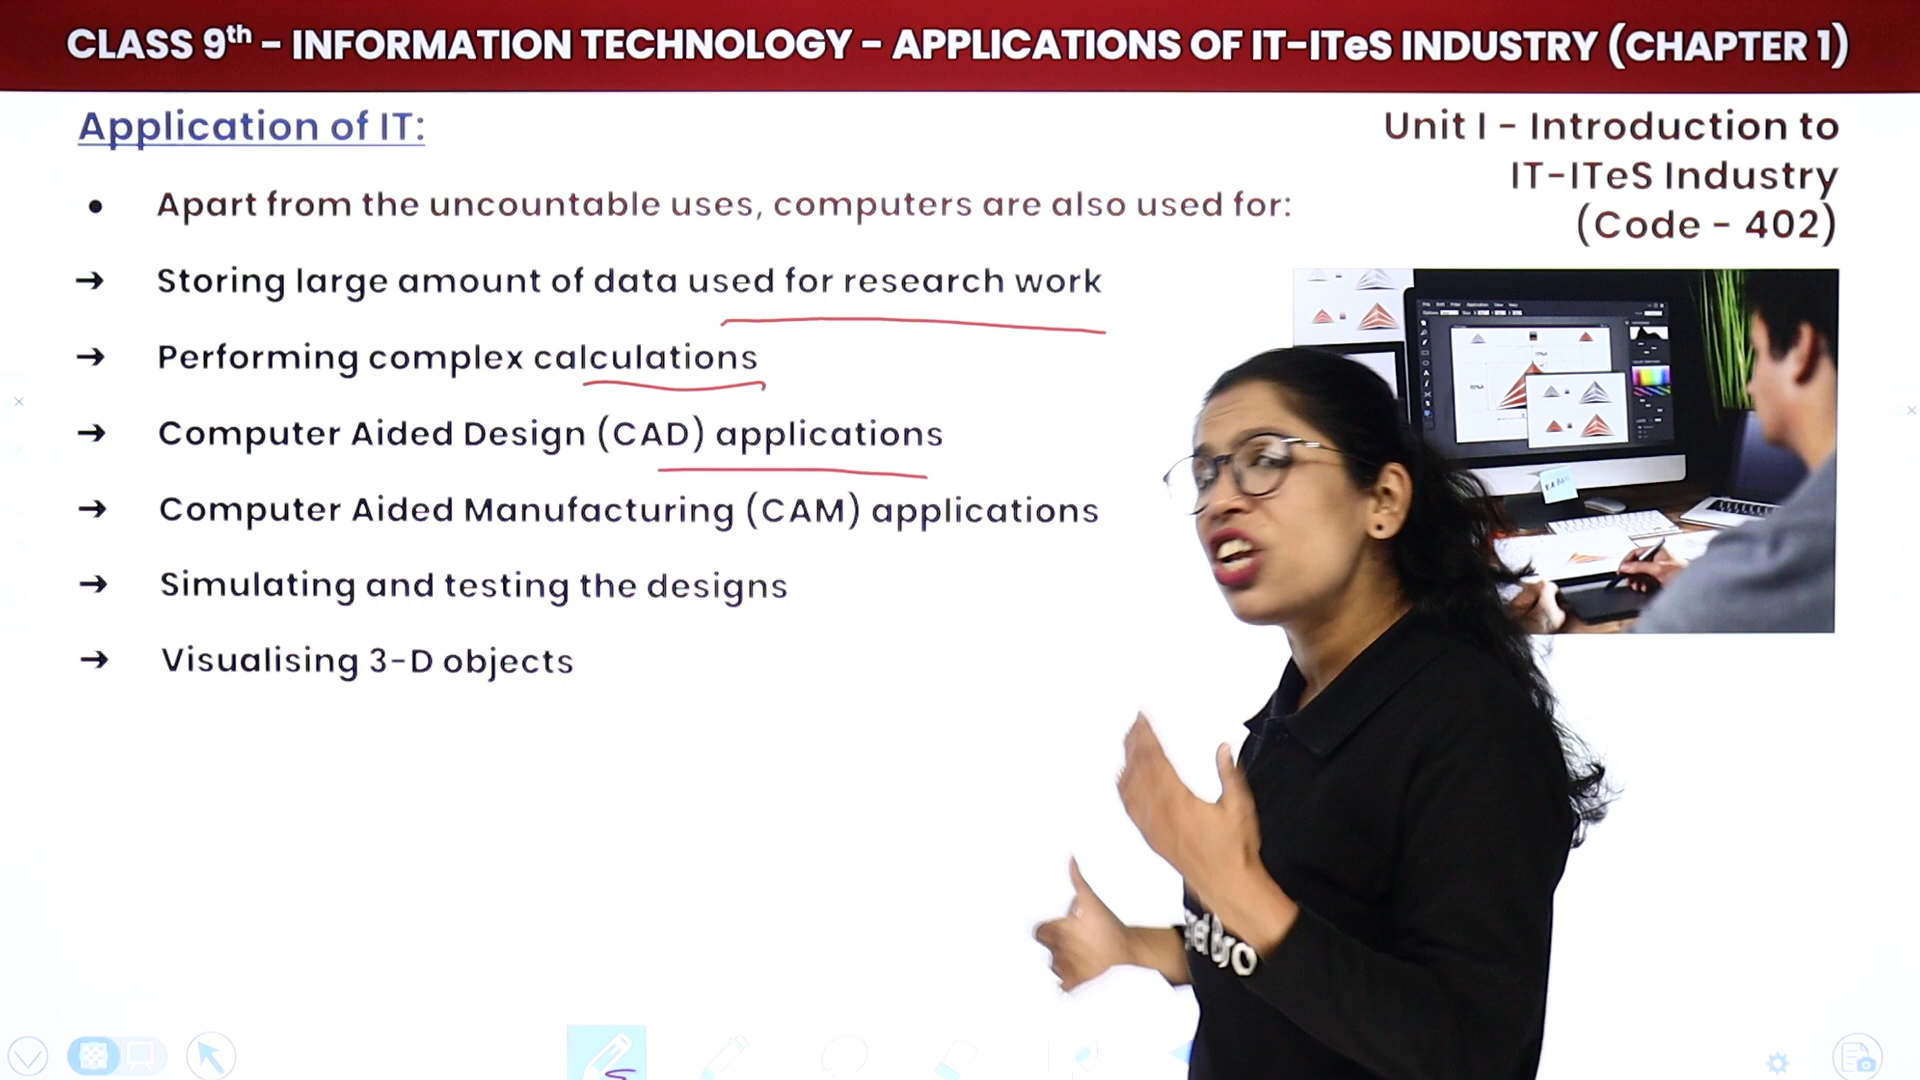 CLASS 9th - INFORMATION TECHNOLOGY - APPLICATIONS OF IT-ITeS INDUSTRY (CHAPTER 1)
Application of IT:
Unit I - Introduction to
IT-ITeS Industry
(Code - 402)
• Apart from the uncountable uses, computers are also used for:
→ Storing large amount of data used for research work
→ Performing complex calculations
→ Computer Aided Design (CAD) applications
→ Computer Aided Manufacturing (CAM) applications
→ Simulating and testing the designs
→ Visualising 3-D objects